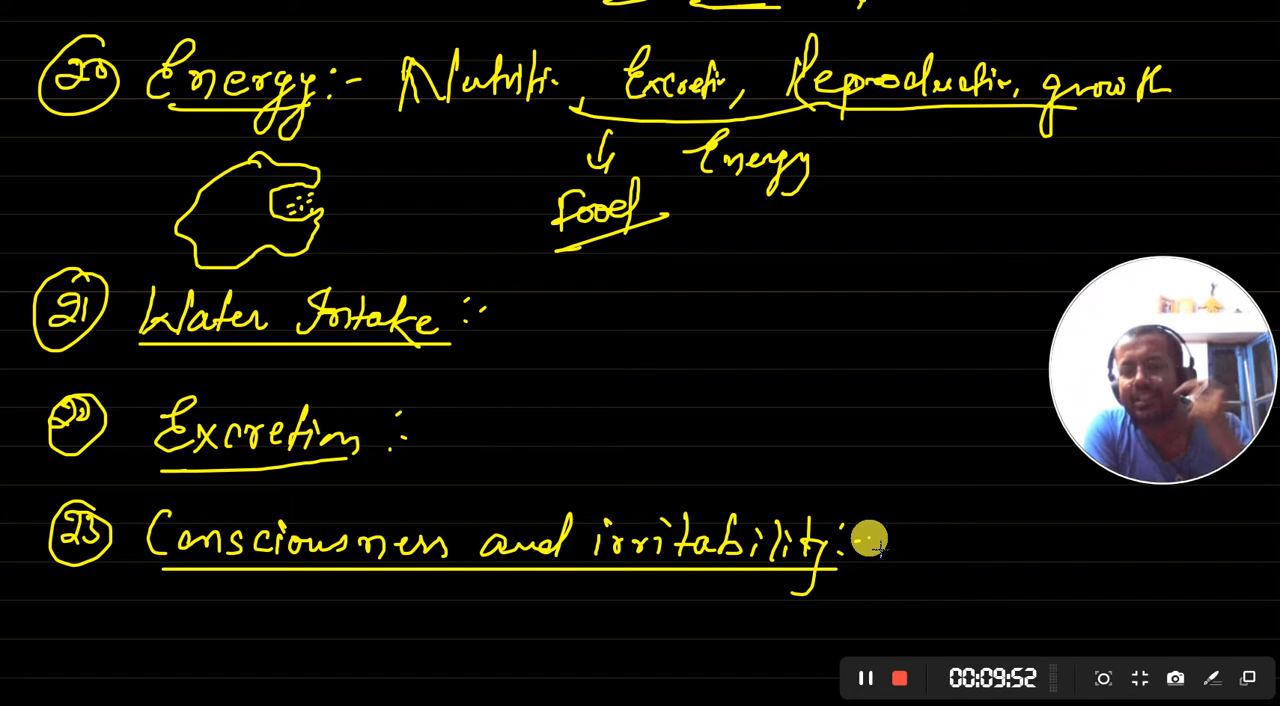 20 Energy:- Nutriti, Excreti, Reproductin, growth
Energy
food
21 Water Intake :-
22 Excretion :
23 Consciousness and irritability:-
00:09:52